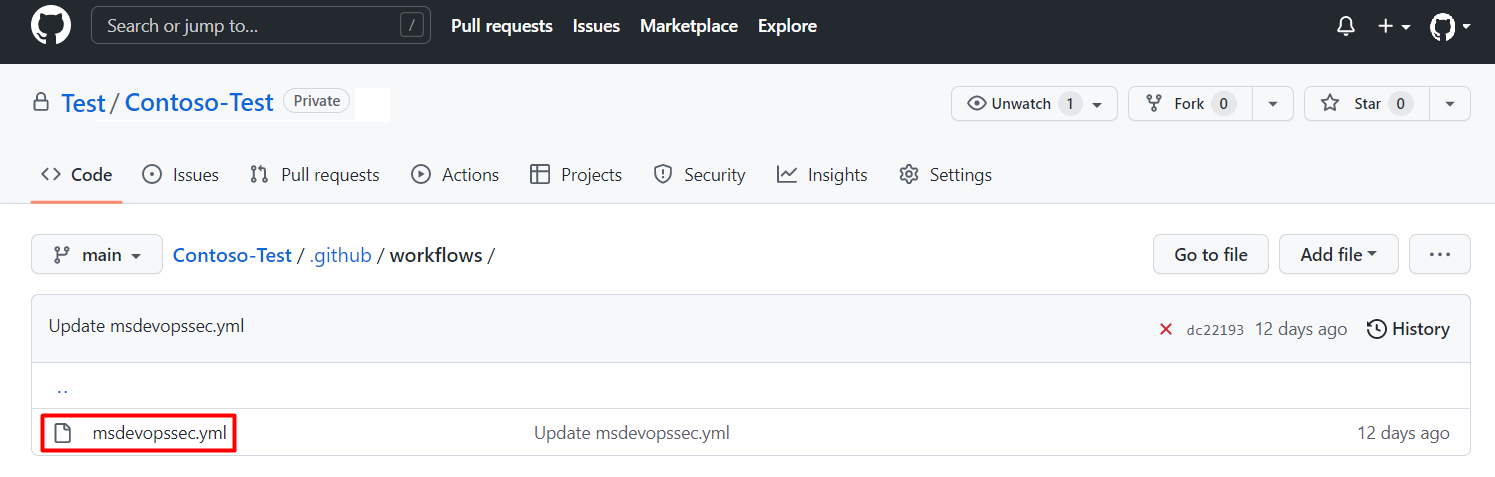 Search or jump to... / Pull requests Issues Marketplace Explore
Test / Contoso-Test Private Unwatch 1 Fork 0 Star 0
Code Issues Pull requests Actions Projects Security Insights Settings
main Contoso-Test / .github / workflows / Go to file Add file ...
Update msdevopssec.yml dc22193 12 days ago History
..
msdevopssec.yml Update msdevopssec.yml 12 days ago